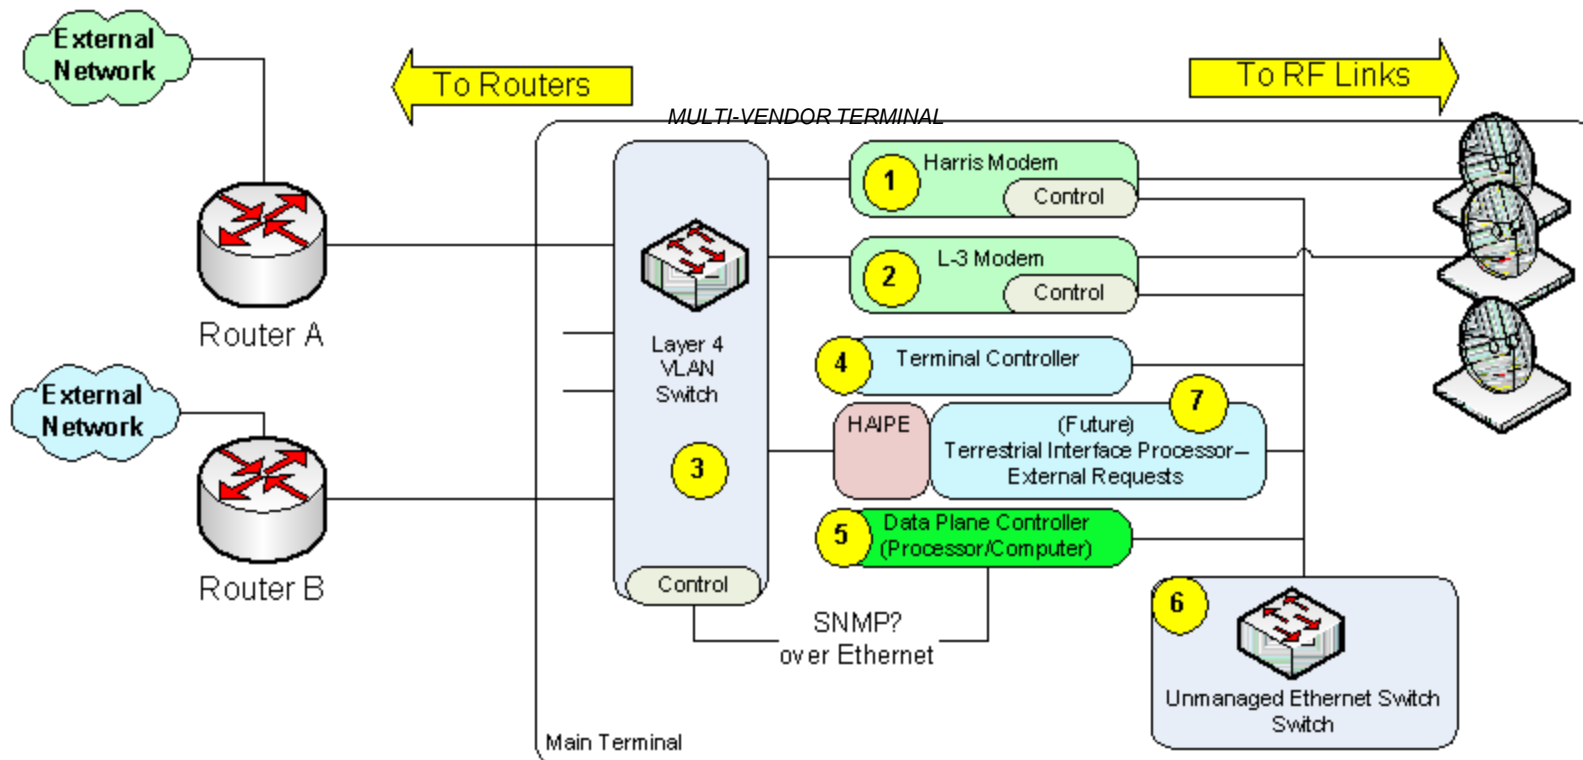 External
Network
To Routers
To RF Links
MULTI-VENDOR TERMINAL
1
Harris Modem
Control
2
L-3 Modem
Control
Router A
Layer 4
VLAN
Switch
4
Terminal Controller
External
Network
7
HAIPE
(Future)
Terrestrial Interface Processor–
External Requests
3
5
Data Plane Controller
(Processor/Computer)
Router B
Control
6
SNMP?
over Ethernet
Unmanaged Ethernet Switch
Switch
Main Terminal